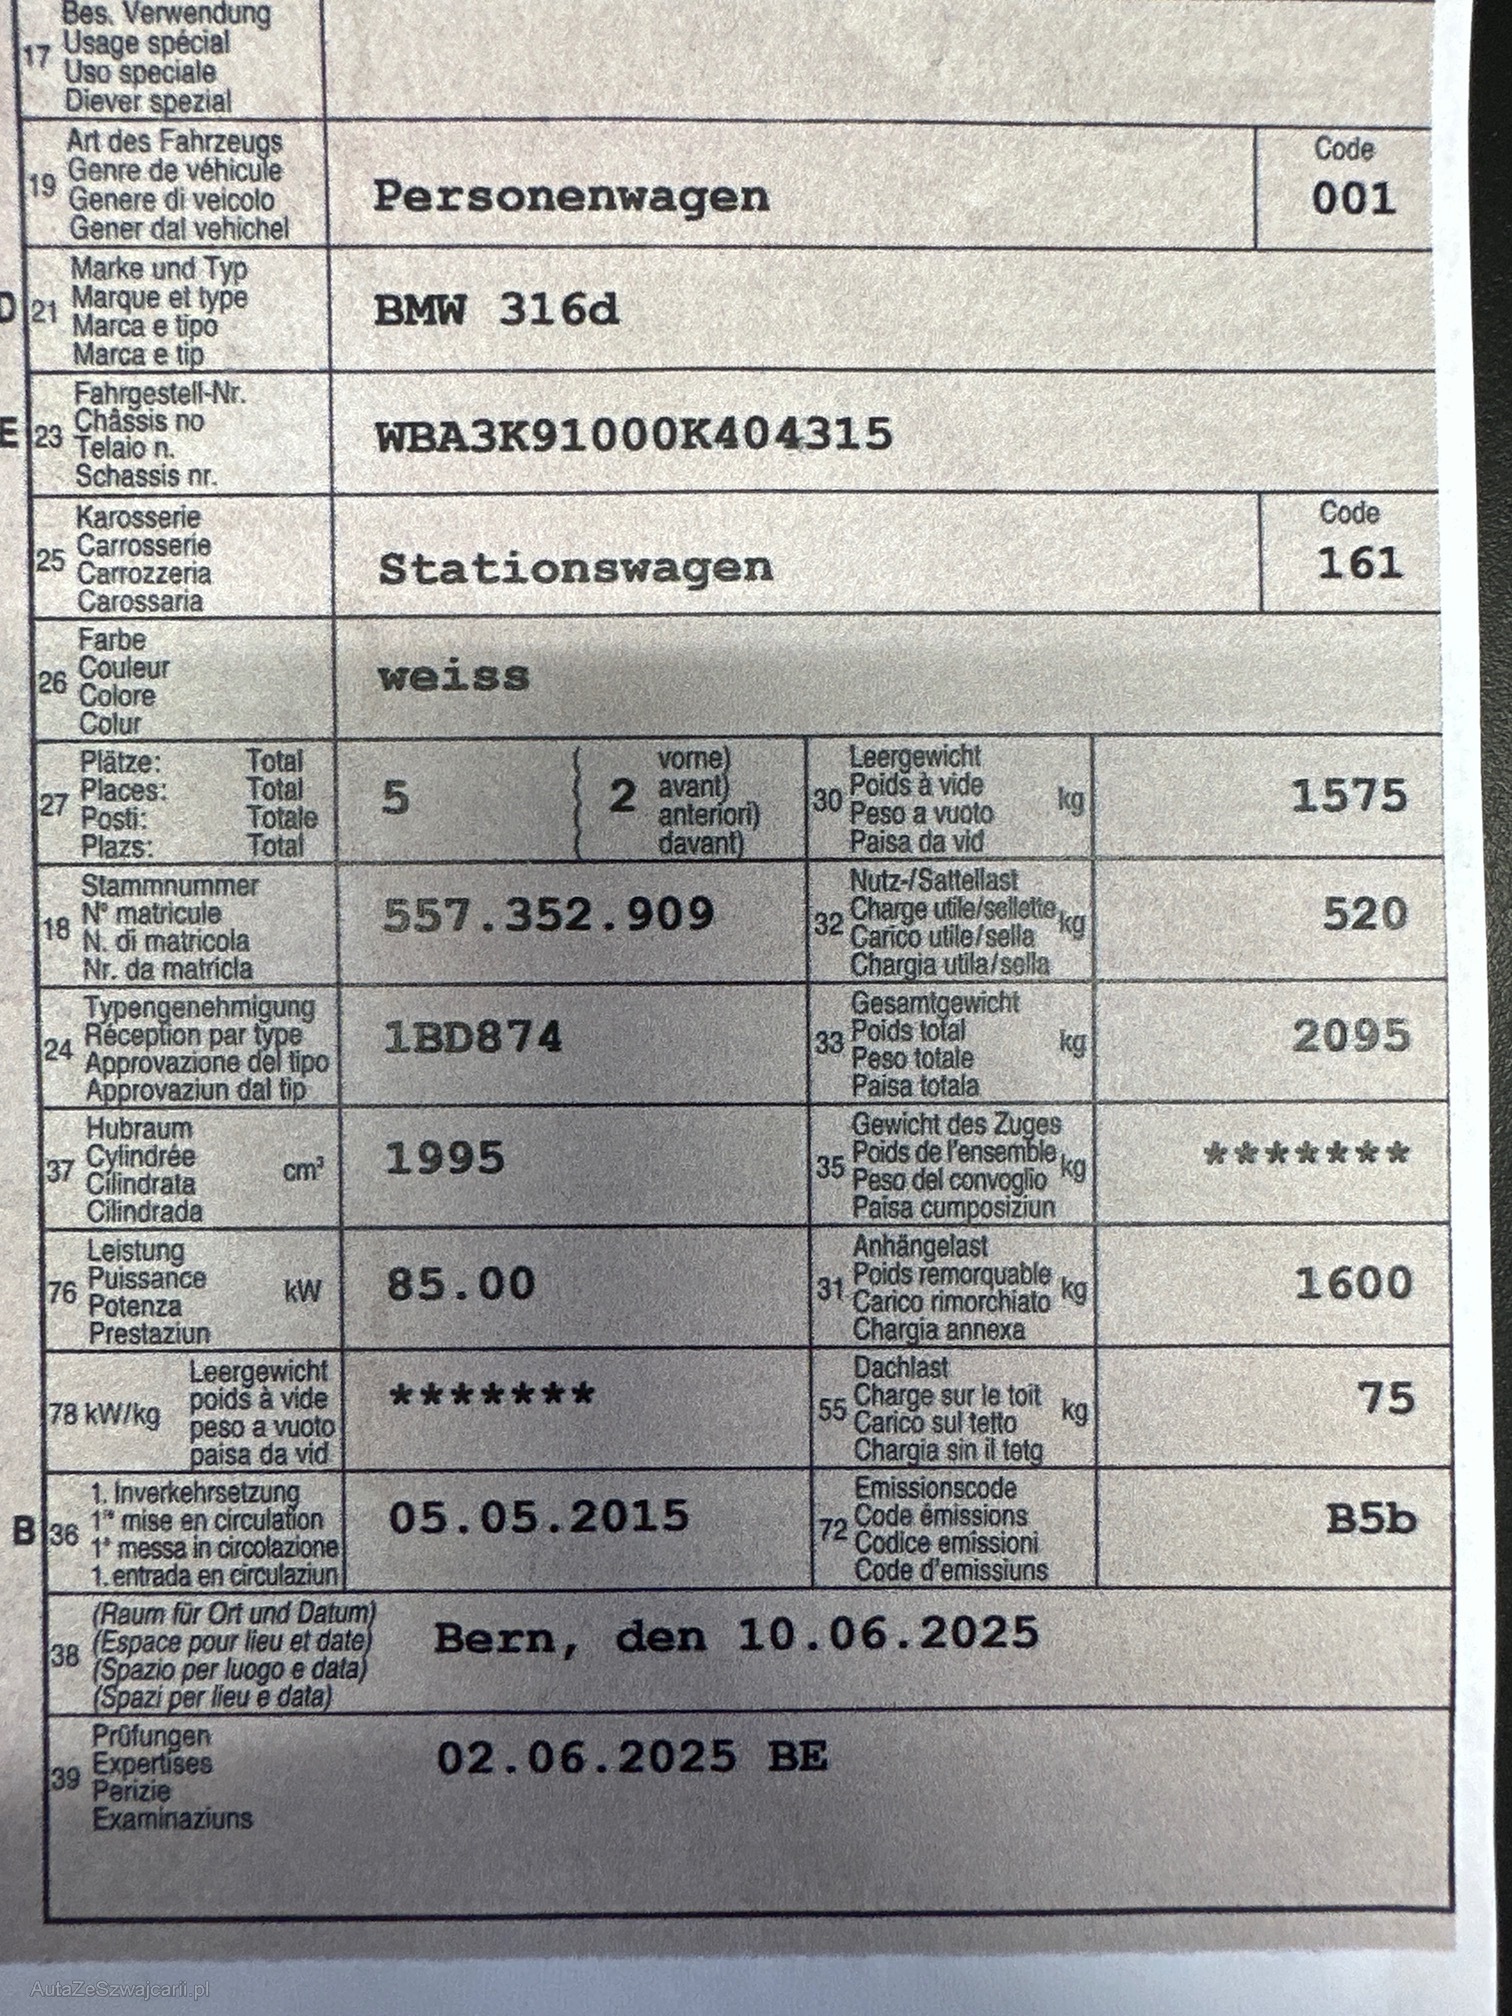 17 Bes. Verwendung
Usage spécial
Uso speciale
Diever spezial
19 Art des Fahrzeugs
Genre de véhicule
Genere di veicolo
Gener dal vehichel
Personenwagen
Code
001
D 21 Marke und Typ
Marque et type
Marca e tipo
Marca e tip
BMW 316d
E 23 Fahrgestell-Nr.
Châssis no
Telaio n.
Schassis nr.
WBA3K91000K404315
25 Karosserie
Carrosserie
Carrozzeria
Carossaria
Stationswagen
Code
161
26 Farbe
Couleur
Colore
Colur
weiss
27 Plätze: Total
Places: Total
Posti: Totale
Plazs: Total
5 ( 2 vorne)
avant)
anteriori)
davant)
30 Leergewicht
Poids à vide
Peso a vuoto
Paisa da vid
kg
1575
18 Stammnummer
N° matricule
N. di matricola
Nr. da matricla
557.352.909
32 Nutz-/Sattellast
Charge utile/sellette
Carico utile/sella
Chargia utila/sella
kg
520
24 Typengenehmigung
Réception par type
Approvazione del tipo
Approvaziun dal tip
1BD874
33 Gesamtgewicht
Poids total
Peso totale
Paisa totala
kg
2095
37 Hubraum
Cylindrée
Cilindrata
Cilindrada
cm³
1995
35 Gewicht des Zuges
Poids de l'ensemble
Peso del convoglio
Paisa cumposiziun
kg
*******
76 Leistung
Puissance
Potenza
Prestaziun
kW
85.00
31 Anhängelast
Poids remorquable
Carico rimorchiato
Chargia annexa
kg
1600
78 kW/kg Leergewicht
poids à vide
peso a vuoto
paisa da vid
*******
55 Dachlast
Charge sur le toit
Carico sul tetto
Chargia sin il tetg
kg
75
B 36 1. Inverkehrsetzung
1re mise en circulation
1a messa in circolazione
1. entrada en circulaziun
05.05.2015
72 Emissionscode
Code émissions
Codice emissioni
Code d'emissiuns
B5b
38 (Raum für Ort und Datum)
(Espace pour lieu et date)
(Spazio per luogo e data)
(Spazi per lieu e data)
Bern, den 10.06.2025
39 Prüfungen
Expertises
Perizie
Examinaziuns
02.06.2025 BE
AutaZeSzwajcarii.pl